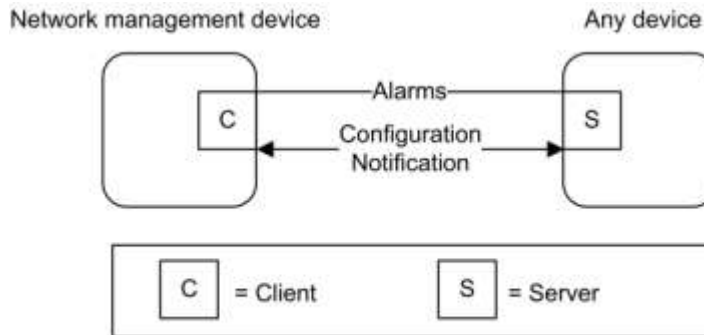 Network management device
Any device
C
Alarms
S
Configuration
Notification
C
= Client
S
= Server